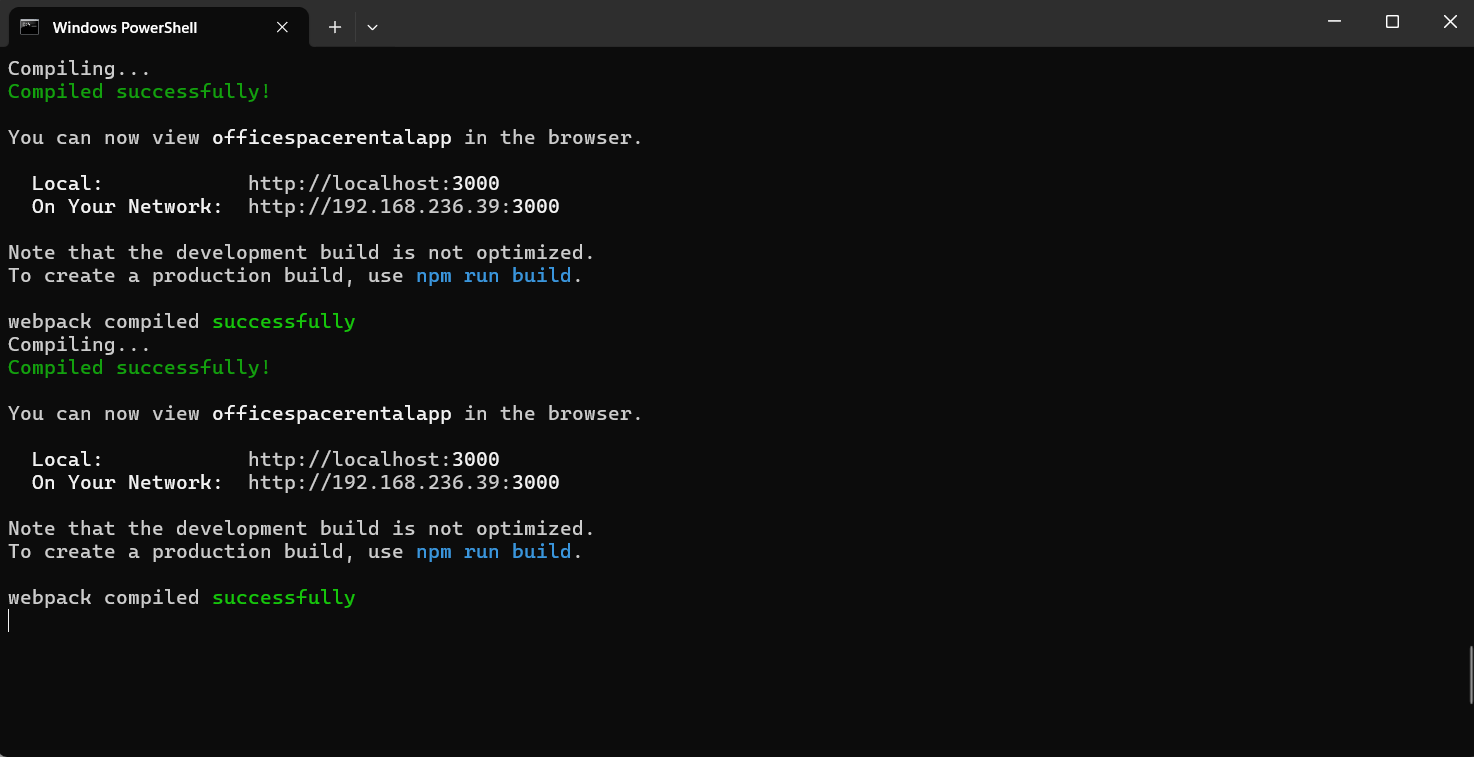 Windows PowerShell
Compiling...
Compiled successfully!
You can now view officespacerentalapp in the browser.
Local: http://localhost:3000
On Your Network: http://192.168.236.39:3000
Note that the development build is not optimized.
To create a production build, use npm run build.
webpack compiled successfully
Compiling...
Compiled successfully!
You can now view officespacerentalapp in the browser.
Local: http://localhost:3000
On Your Network: http://192.168.236.39:3000
Note that the development build is not optimized.
To create a production build, use npm run build.
webpack compiled successfully